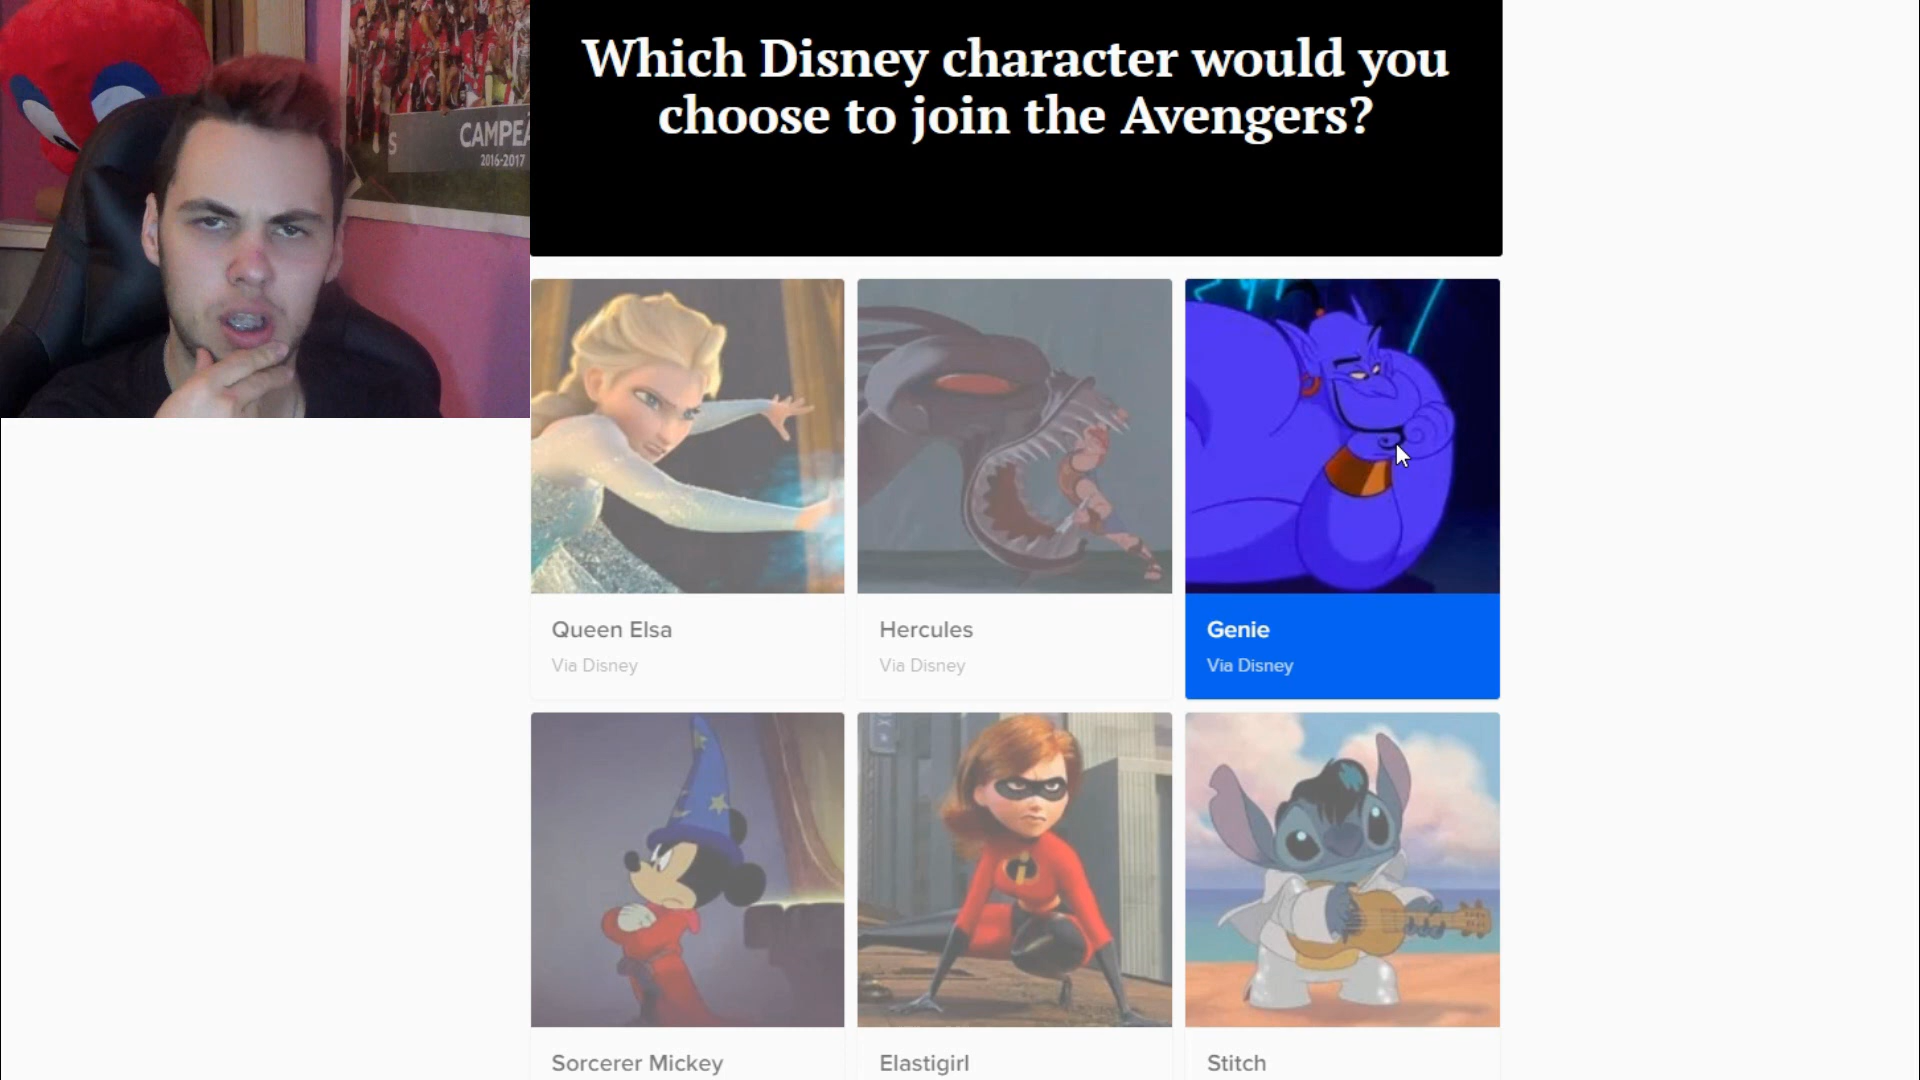 S
CAMPEA
2016-2017
Which Disney character would you
choose to join the Avengers?
Queen Elsa
Via Disney
Hercules
Via Disney
Genie
Via Disney
Sorcerer Mickey
Elastigirl
Stitch